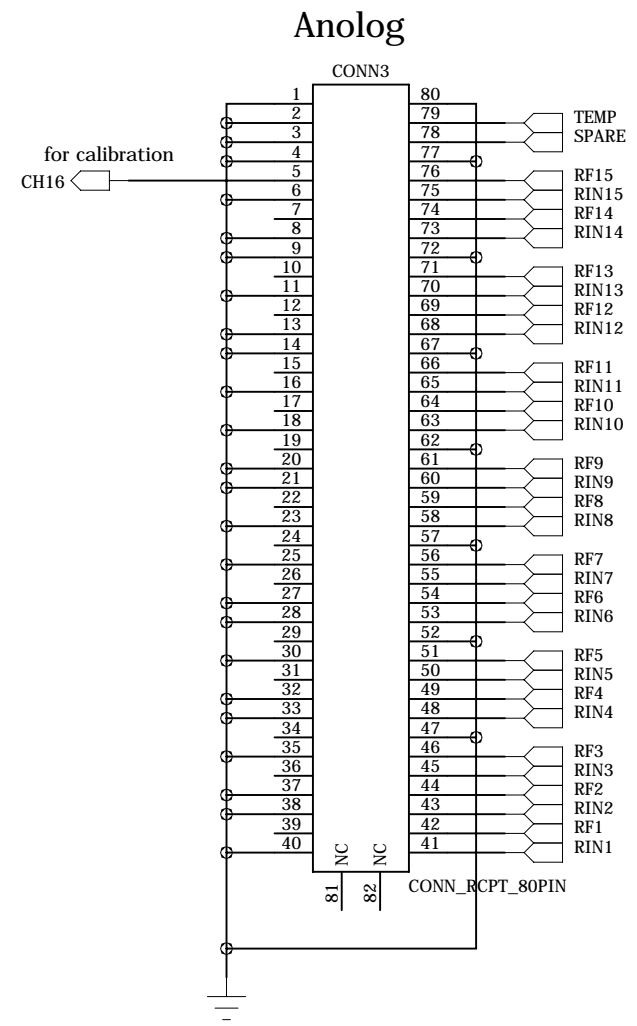 Anolog
CONN3
1 80
2 79 TEMP
3 78 SPARE
4 77
for calibration
CH16 5 76 RF15
6 75 RIN15
7 74 RF14
8 73 RIN14
9 72
10 71 RF13
11 70 RIN13
12 69 RF12
13 68 RIN12
14 67
15 66 RF11
16 65 RIN11
17 64 RF10
18 63 RIN10
19 62
20 61 RF9
21 60 RIN9
22 59 RF8
23 58 RIN8
24 57
25 56 RF7
26 55 RIN7
27 54 RF6
28 53 RIN6
29 52
30 51 RF5
31 50 RIN5
32 49 RF4
33 48 RIN4
34 47
35 46 RF3
36 45 RIN3
37 44 RF2
38 43 RIN2
39 42 RF1
40 41 RIN1
NC NC
81 82
CONN_RCPT_80PIN